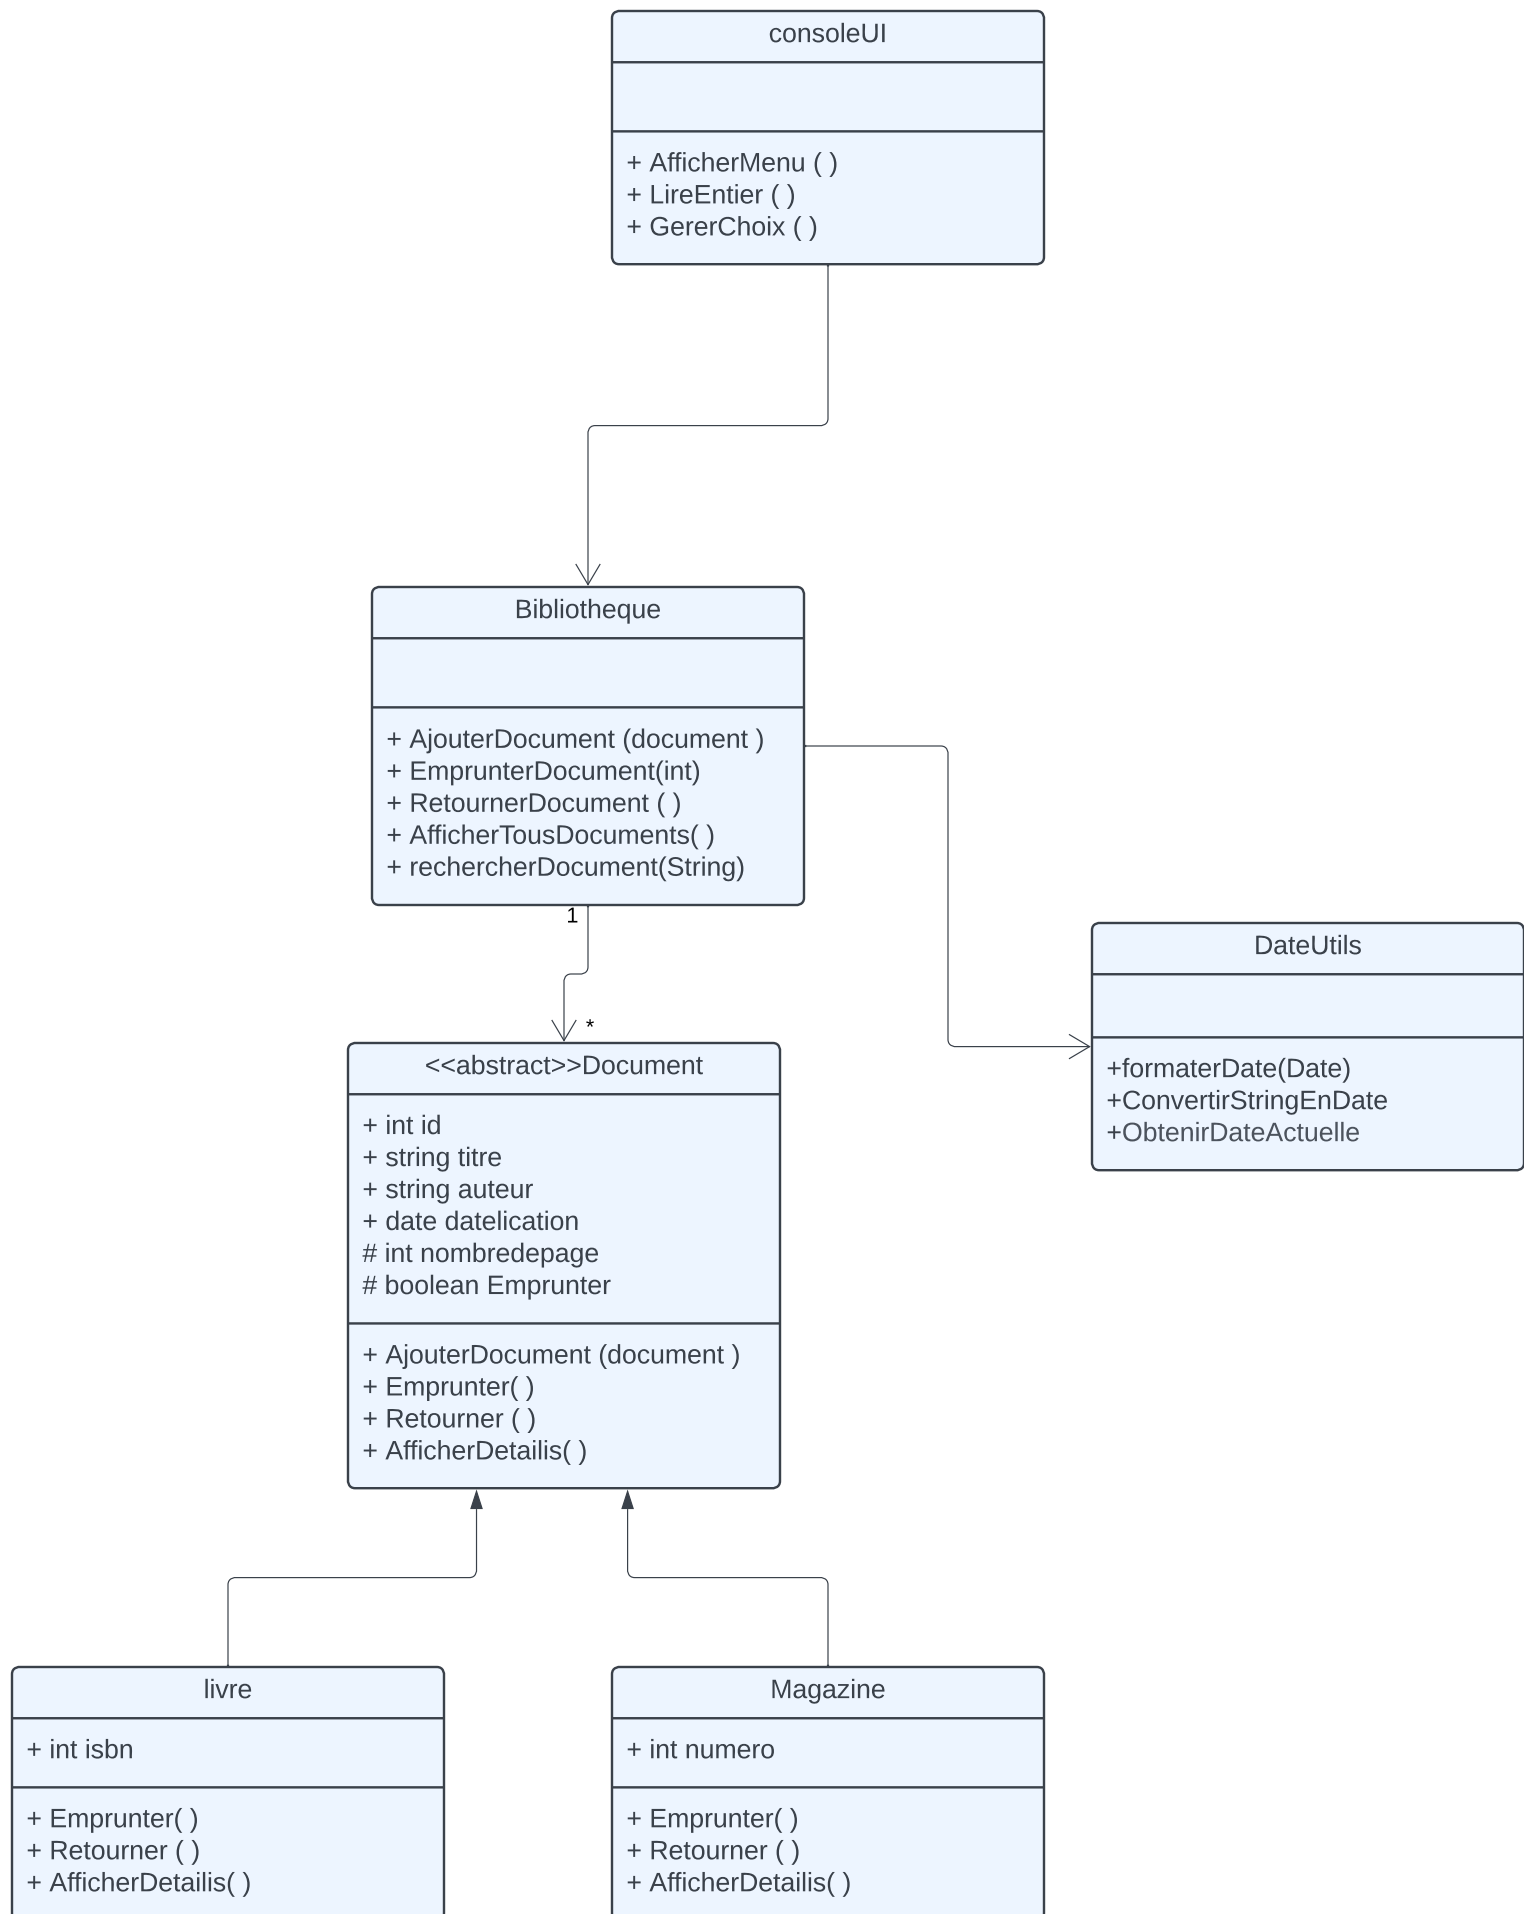 consoleUI
+ AfficherMenu ( )
+ LireEntier ( )
+ GererChoix ( )
Bibliotheque
+ AjouterDocument (document )
+ EmprunterDocument(int)
+ RetournerDocument ( )
+ AfficherTousDocuments( )
+ rechercherDocument(String)
1
*
DateUtils
+formaterDate(Date)
+ConvertirStringEnDate
+ObtenirDateActuelle
<<abstract>>Document
+ int id
+ string titre
+ string auteur
+ date datelication
# int nombredepage
# boolean Emprunter
+ AjouterDocument (document )
+ Emprunter( )
+ Retourner ( )
+ AfficherDetailis( )
livre
+ int isbn
+ Emprunter( )
+ Retourner ( )
+ AfficherDetailis( )
Magazine
+ int numero
+ Emprunter( )
+ Retourner ( )
+ AfficherDetailis( )